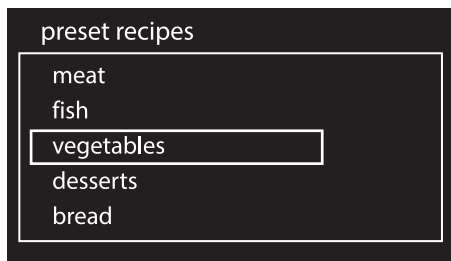 preset recipes
meat
fish
vegetables
desserts
bread